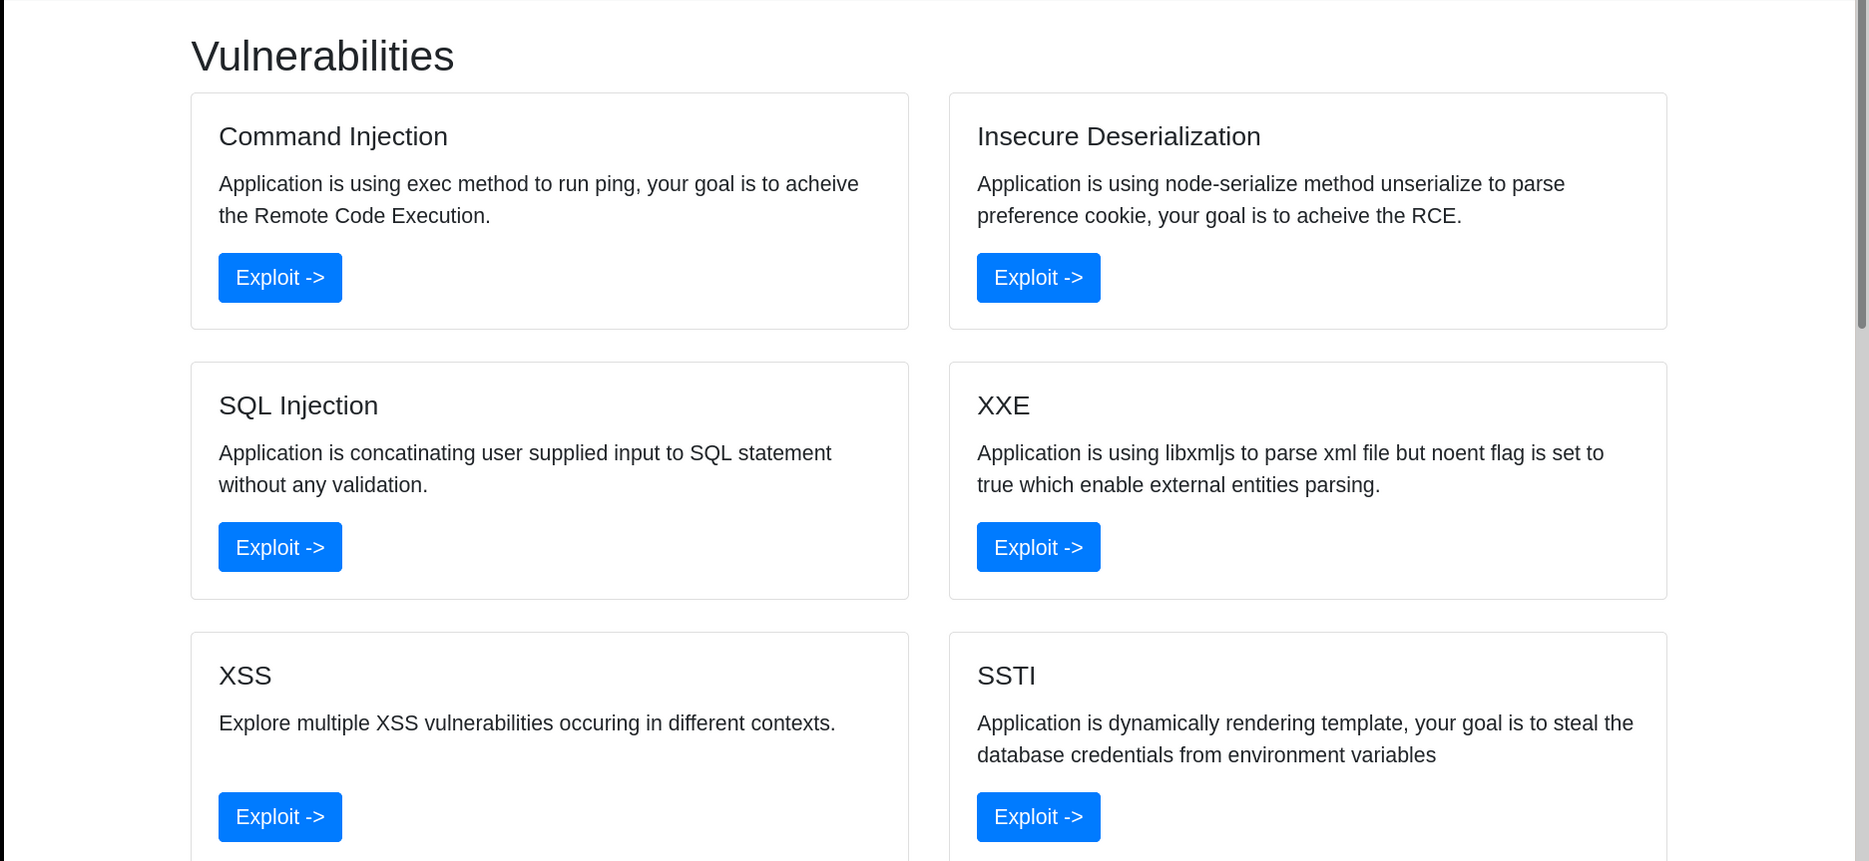 Vulnerabilities
Command Injection
Application is using exec method to run ping, your goal is to acheive
the Remote Code Execution.
Exploit ->
Insecure Deserialization
Application is using node-serialize method unserialize to parse
preference cookie, your goal is to acheive the RCE.
Exploit ->
SQL Injection
Application is concatinating user supplied input to SQL statement
without any validation.
Exploit ->
XXE
Application is using libxmljs to parse xml file but noent flag is set to
true which enable external entities parsing.
Exploit ->
XSS
Explore multiple XSS vulnerabilities occuring in different contexts.
Exploit ->
SSTI
Application is dynamically rendering template, your goal is to steal the
database credentials from environment variables
Exploit ->